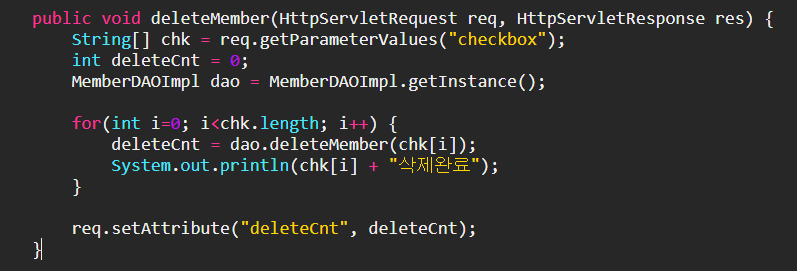 public void deleteMember(HttpServletRequest req, HttpServletResponse res) {
    String[] chk = req.getParameterValues("checkbox");
    int deleteCnt = 0;
    MemberDAOImpl dao = MemberDAOImpl.getInstance();

    for(int i=0; i<chk.length; i++) {
        deleteCnt = dao.deleteMember(chk[i]);
        System.out.println(chk[i] + "삭제완료");
    }

    req.setAttribute("deleteCnt", deleteCnt);
}